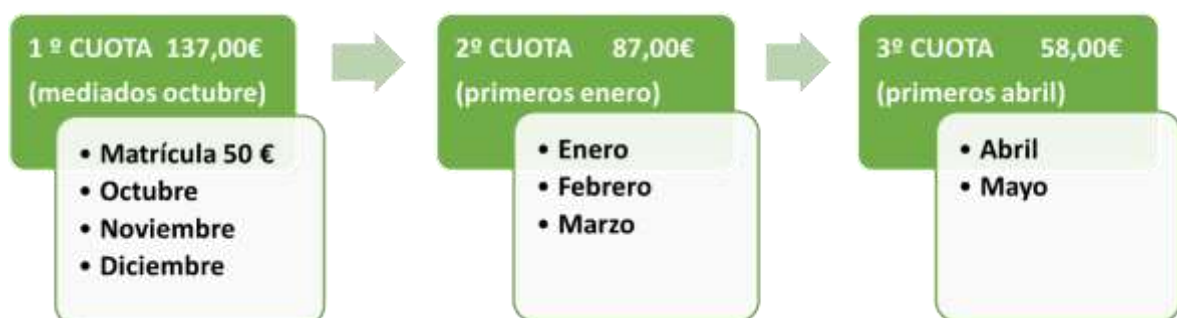 1 º CUOTA 137,00€
(mediados octubre)
• Matrícula 50 €
• Octubre
• Noviembre
• Diciembre
2º CUOTA 87,00€
(primeros enero)
• Enero
• Febrero
• Marzo
3º CUOTA 58,00€
(primeros abril)
• Abril
• Mayo